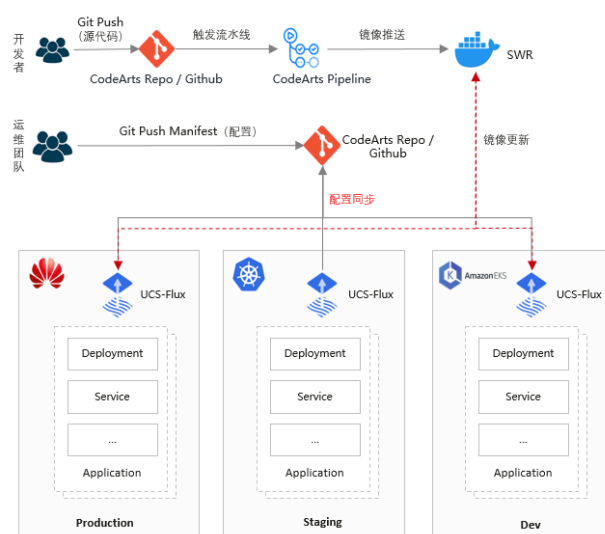 开发者
Git Push
(源代码)
触发流水线
镜像推送
CodeArts Repo / Github
CodeArts Pipeline
SWR
运维团队
Git Push Manifest（配置）
CodeArts Repo /
Github
镜像更新
配置同步
UCS-Flux
Deployment
Service
...
Application
Production
UCS-Flux
Deployment
Service
...
Application
Staging
K
Amazon EKS
UCS-Flux
Deployment
Service
...
Application
Dev